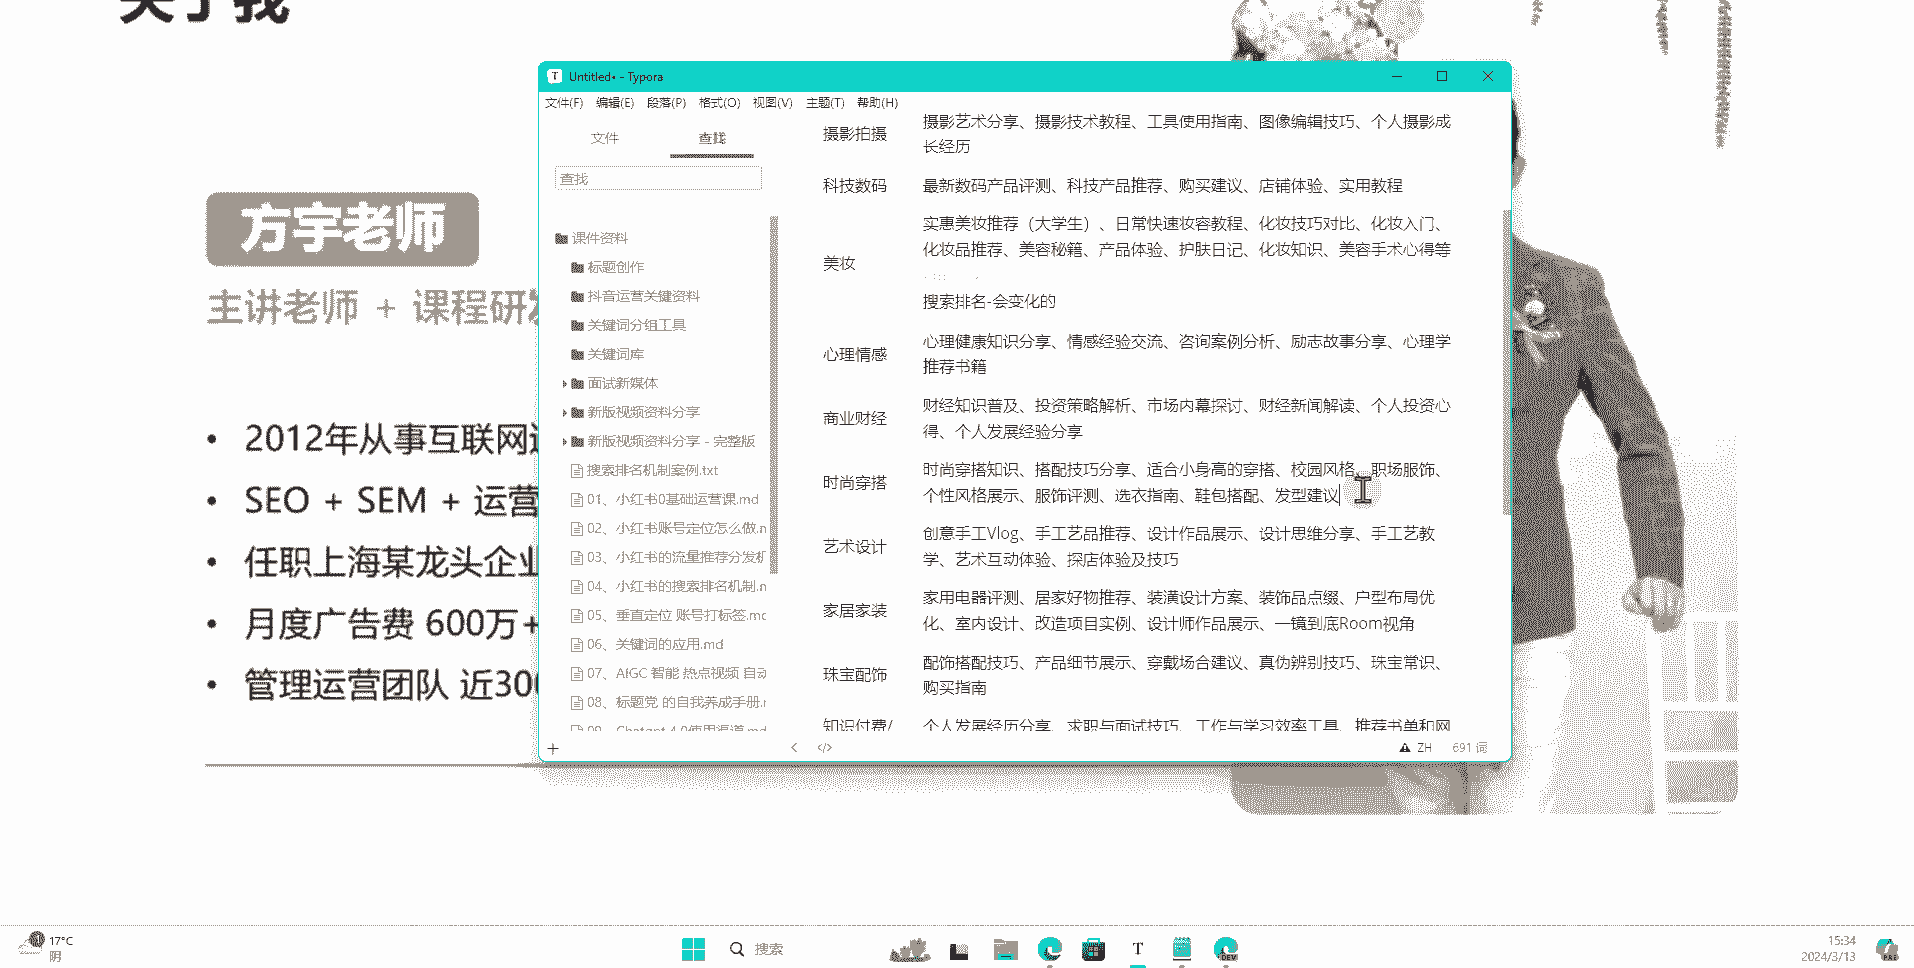 关于我
方宇老师
主讲老师 + 课程研发
• 2012年从事互联网
• SEO + SEM + 运营
• 任职上海某龙头企业
• 月度广告费 600万+
• 管理运营团队 近300
Untitled• - Typora
文件(F) 编辑(E) 段落(P) 格式(O) 视图(V) 主题(T) 帮助(H)
文件 查找
查找
课件资料
标题创作
抖音运营关键资料
关键词分组工具
关键词库
面试新媒体
新版视频资料分享
新版视频资料分享 - 完整版
搜索排名机制案例.txt
01、小红书0基础运营课.md
02、小红书账号定位怎么做.
03、小红书的流量推荐分发机
04、小红书的搜索排名机制.
05、垂直定位 账号打标签.md
06、关键词的应用.md
07、AIGC 智能 热点视频 自动
08、标题党 的自我养成手册.
09、Chatgpt 4.0使用渠道.md
摄影拍摄
摄影艺术分享、摄影技术教程、工具使用指南、图像编辑技巧、个人摄影成
长经历
科技数码
最新数码产品评测、科技产品推荐、购买建议、店铺体验、实用教程
美妆
实惠美妆推荐（大学生）、日常快速妆容教程、化妆技巧对比、化妆入门、
化妆品推荐、美容秘籍、产品体验、护肤日记、化妆知识、美容手术心得等
搜索排名-会变化的
心理情感
心理健康知识分享、情感经验交流、咨询案例分析、励志故事分享、心理学
推荐书籍
商业财经
财经知识普及、投资策略解析、市场内幕探讨、财经新闻解读、个人投资心
得、个人发展经验分享
时尚穿搭
时尚穿搭知识、搭配技巧分享、适合小身高的穿搭、校园风格、职场服饰、
个性风格展示、服饰评测、选衣指南、鞋包搭配、发型建议
艺术设计
创意手工Vlog、手工艺品推荐、设计作品展示、设计思维分享、手工艺教
学、艺术互动体验、探店体验及技巧
家居家装
家用电器评测、居家好物推荐、装潢设计方案、装饰品点缀、户型布局优
化、室内设计、改造项目实例、设计师作品展示、一镜到底Room视角
珠宝配饰
配饰搭配技巧、产品细节展示、穿戴场合建议、真伪辨别技巧、珠宝常识、
购买指南
知识付费/
个人发展经历分享、求职与面试技巧、工作与学习效率工具、推荐书单和网
ZH 691 词
17°C
阴
搜索
T
DEV
15:34
2024/3/13
PRE